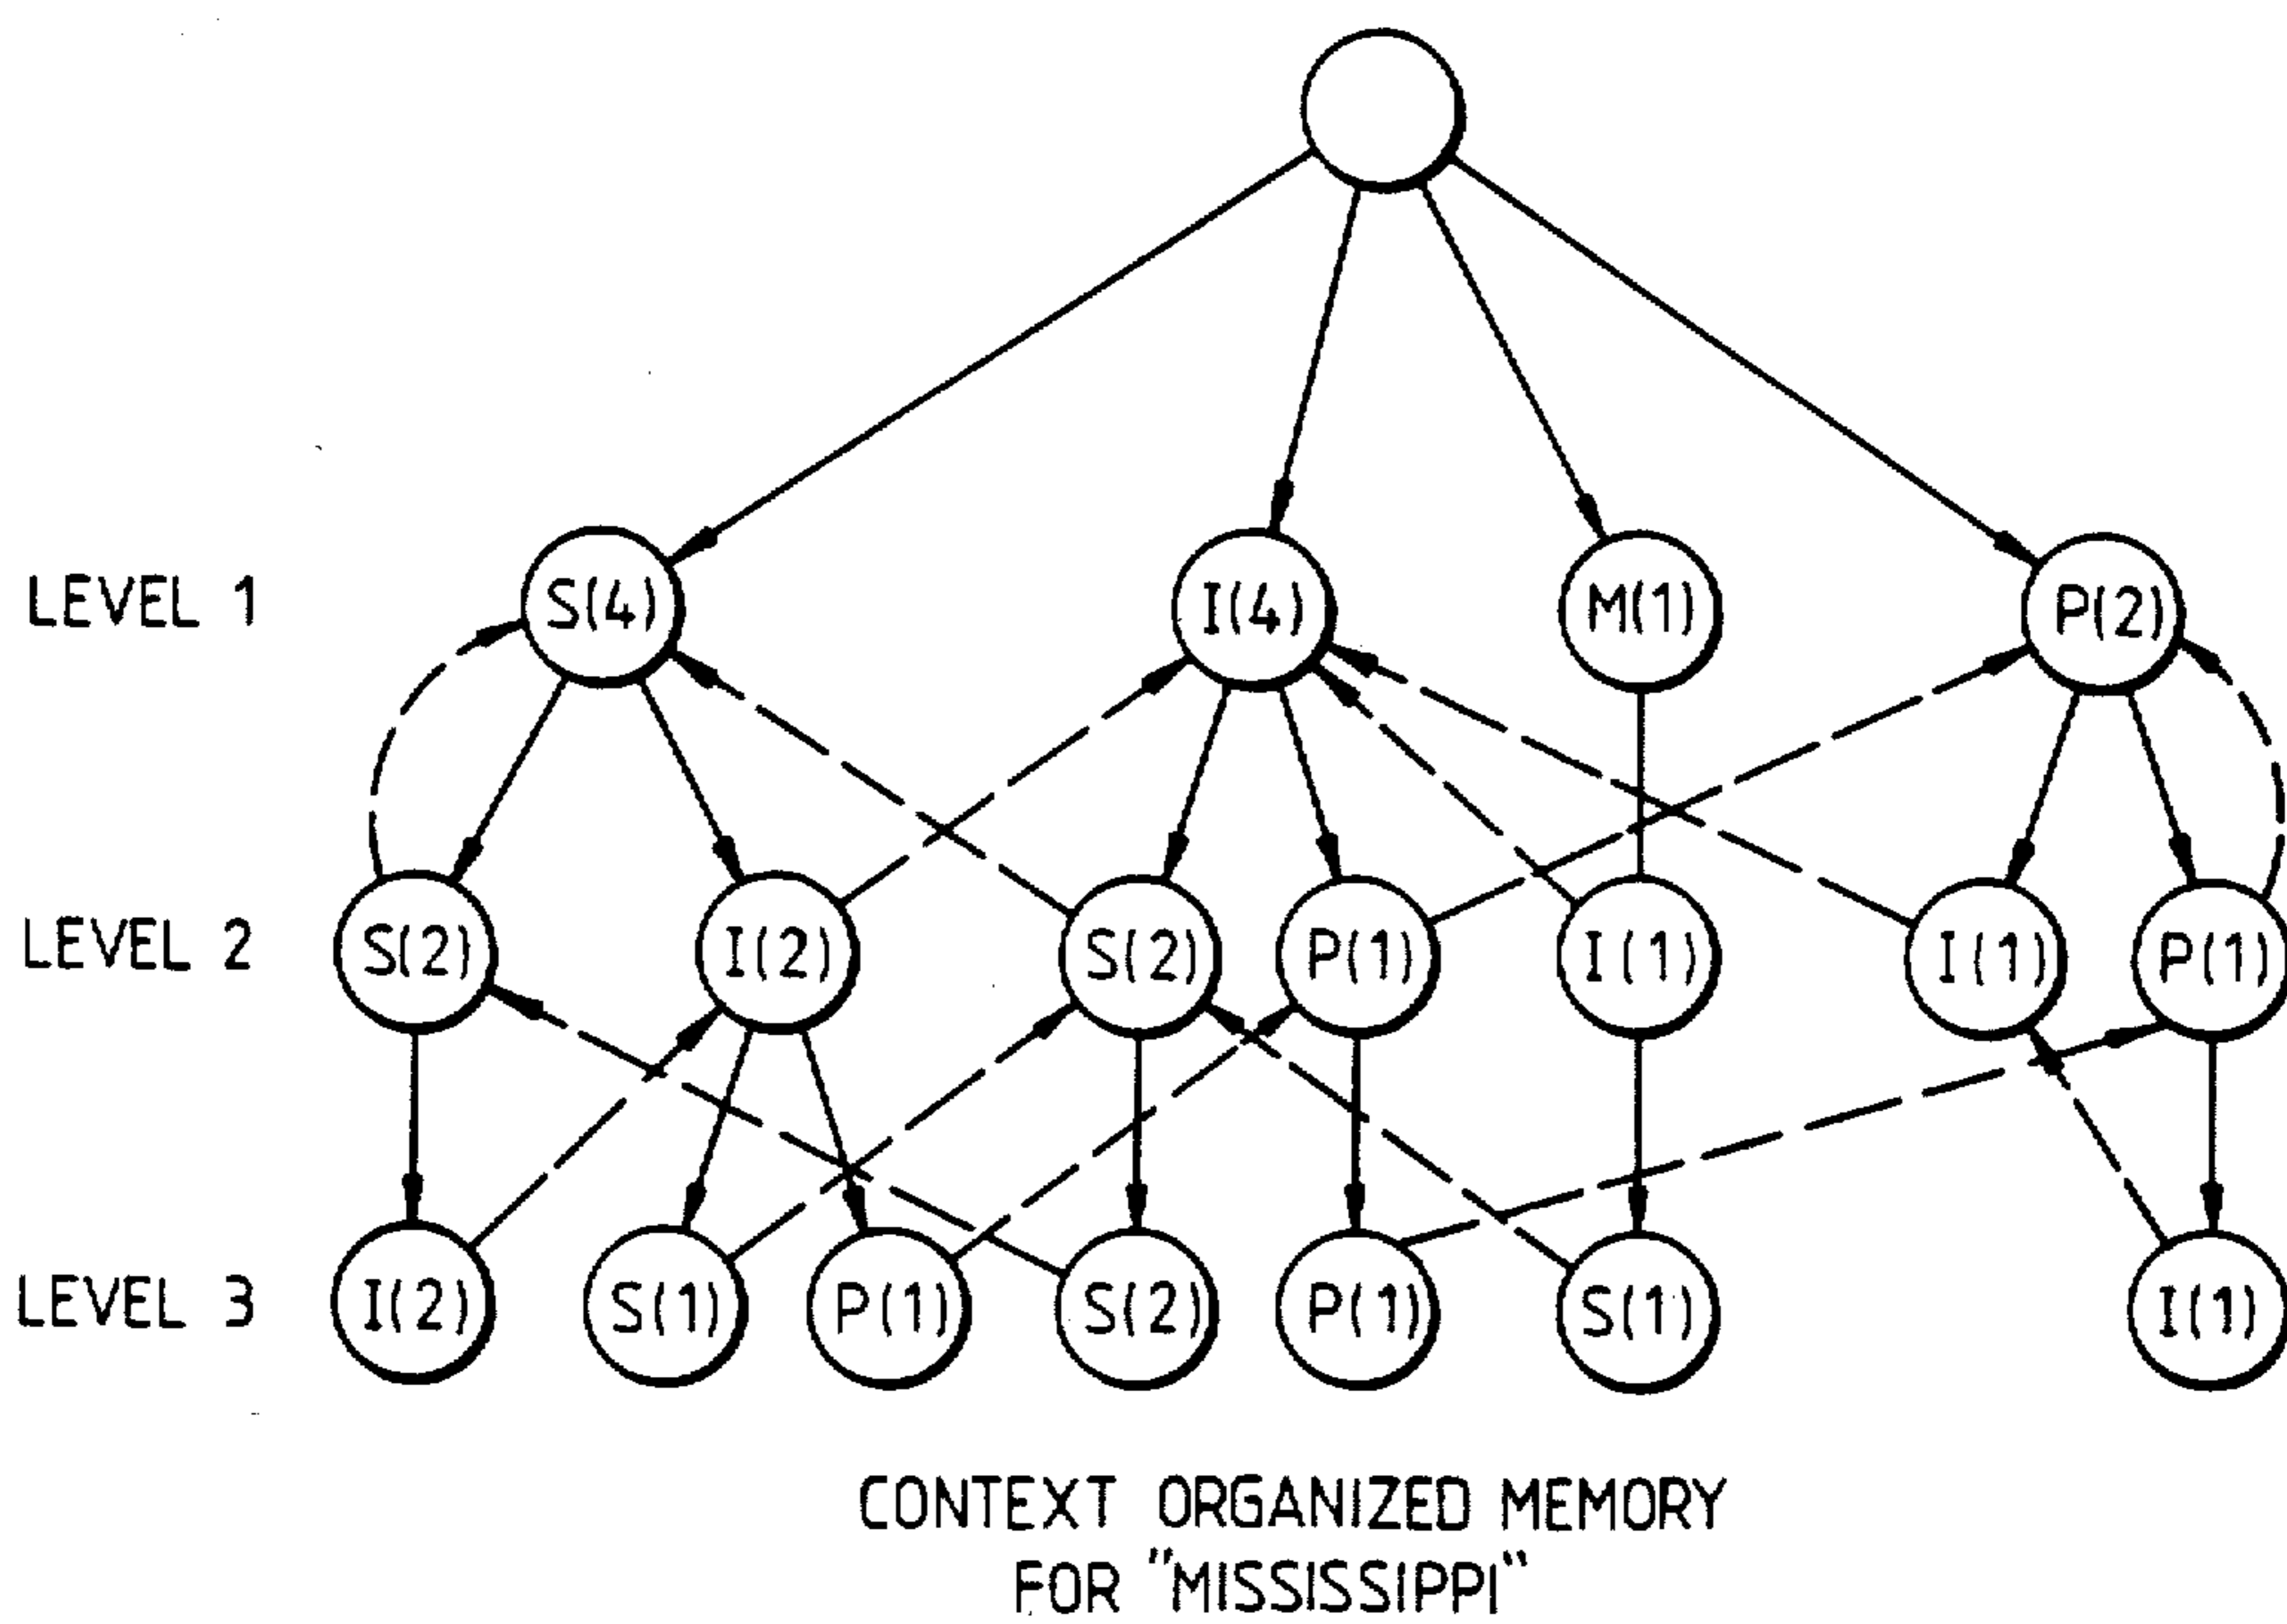 LEVEL 1 S(4) I(4) M(1) P(2)
LEVEL 2 S(2) I(2) S(2) P(1) I(1) I(1) P(1)
LEVEL 3 I(2) S(1) P(1) S(2) P(1) S(1) I(1)
CONTEXT ORGANIZED MEMORY
FOR "MISSISSIPPI"